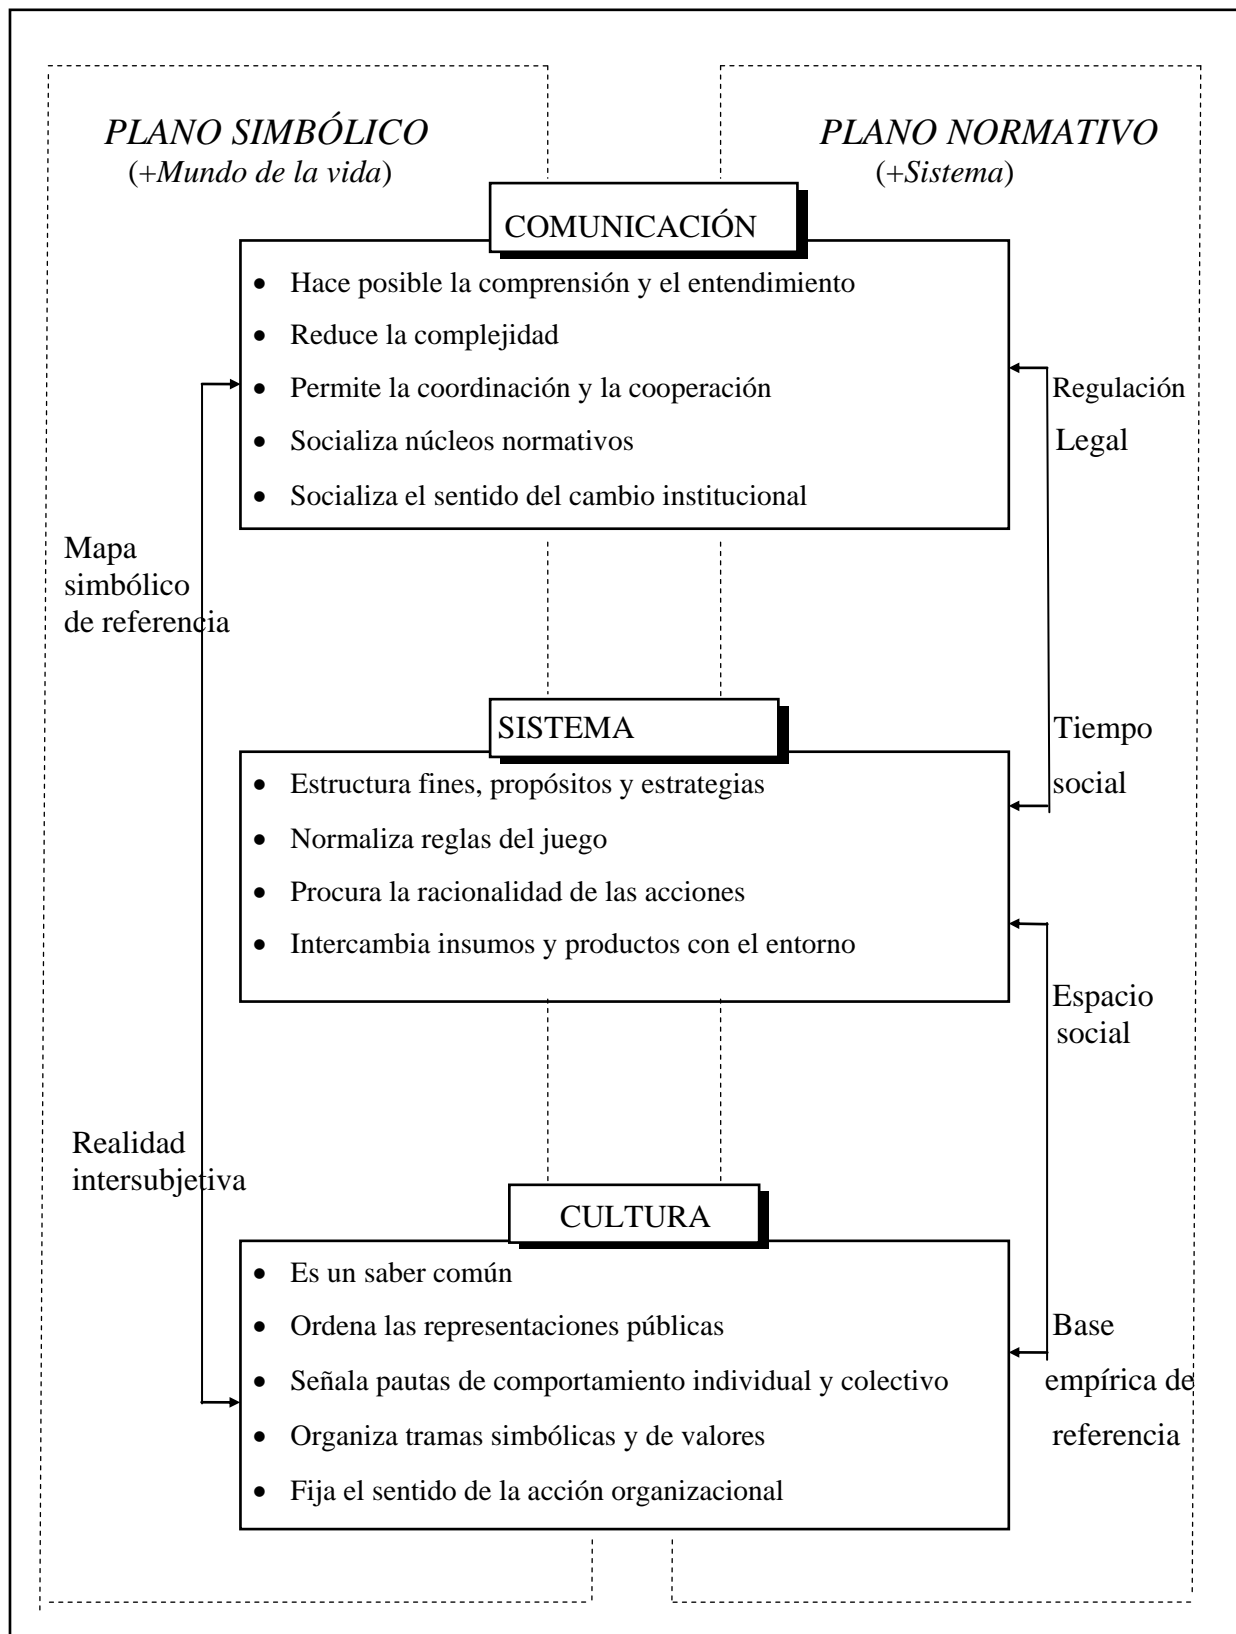 PLANO SIMBÓLICO
(+Mundo de la vida)
PLANO NORMATIVO
(+Sistema)
COMUNICACIÓN
• Hace posible la comprensión y el entendimiento
• Reduce la complejidad
• Permite la coordinación y la cooperación
• Socializa núcleos normativos
• Socializa el sentido del cambio institucional
Regulación
Legal
Mapa
simbólico
de referencia
SISTEMA
• Estructura fines, propósitos y estrategias
• Normaliza reglas del juego
• Procura la racionalidad de las acciones
• Intercambia insumos y productos con el entorno
Tiempo
social
Espacio
social
Realidad
intersubjetiva
CULTURA
• Es un saber común
• Ordena las representaciones públicas
• Señala pautas de comportamiento individual y colectivo
• Organiza tramas simbólicas y de valores
• Fija el sentido de la acción organizacional
Base
empírica de
referencia